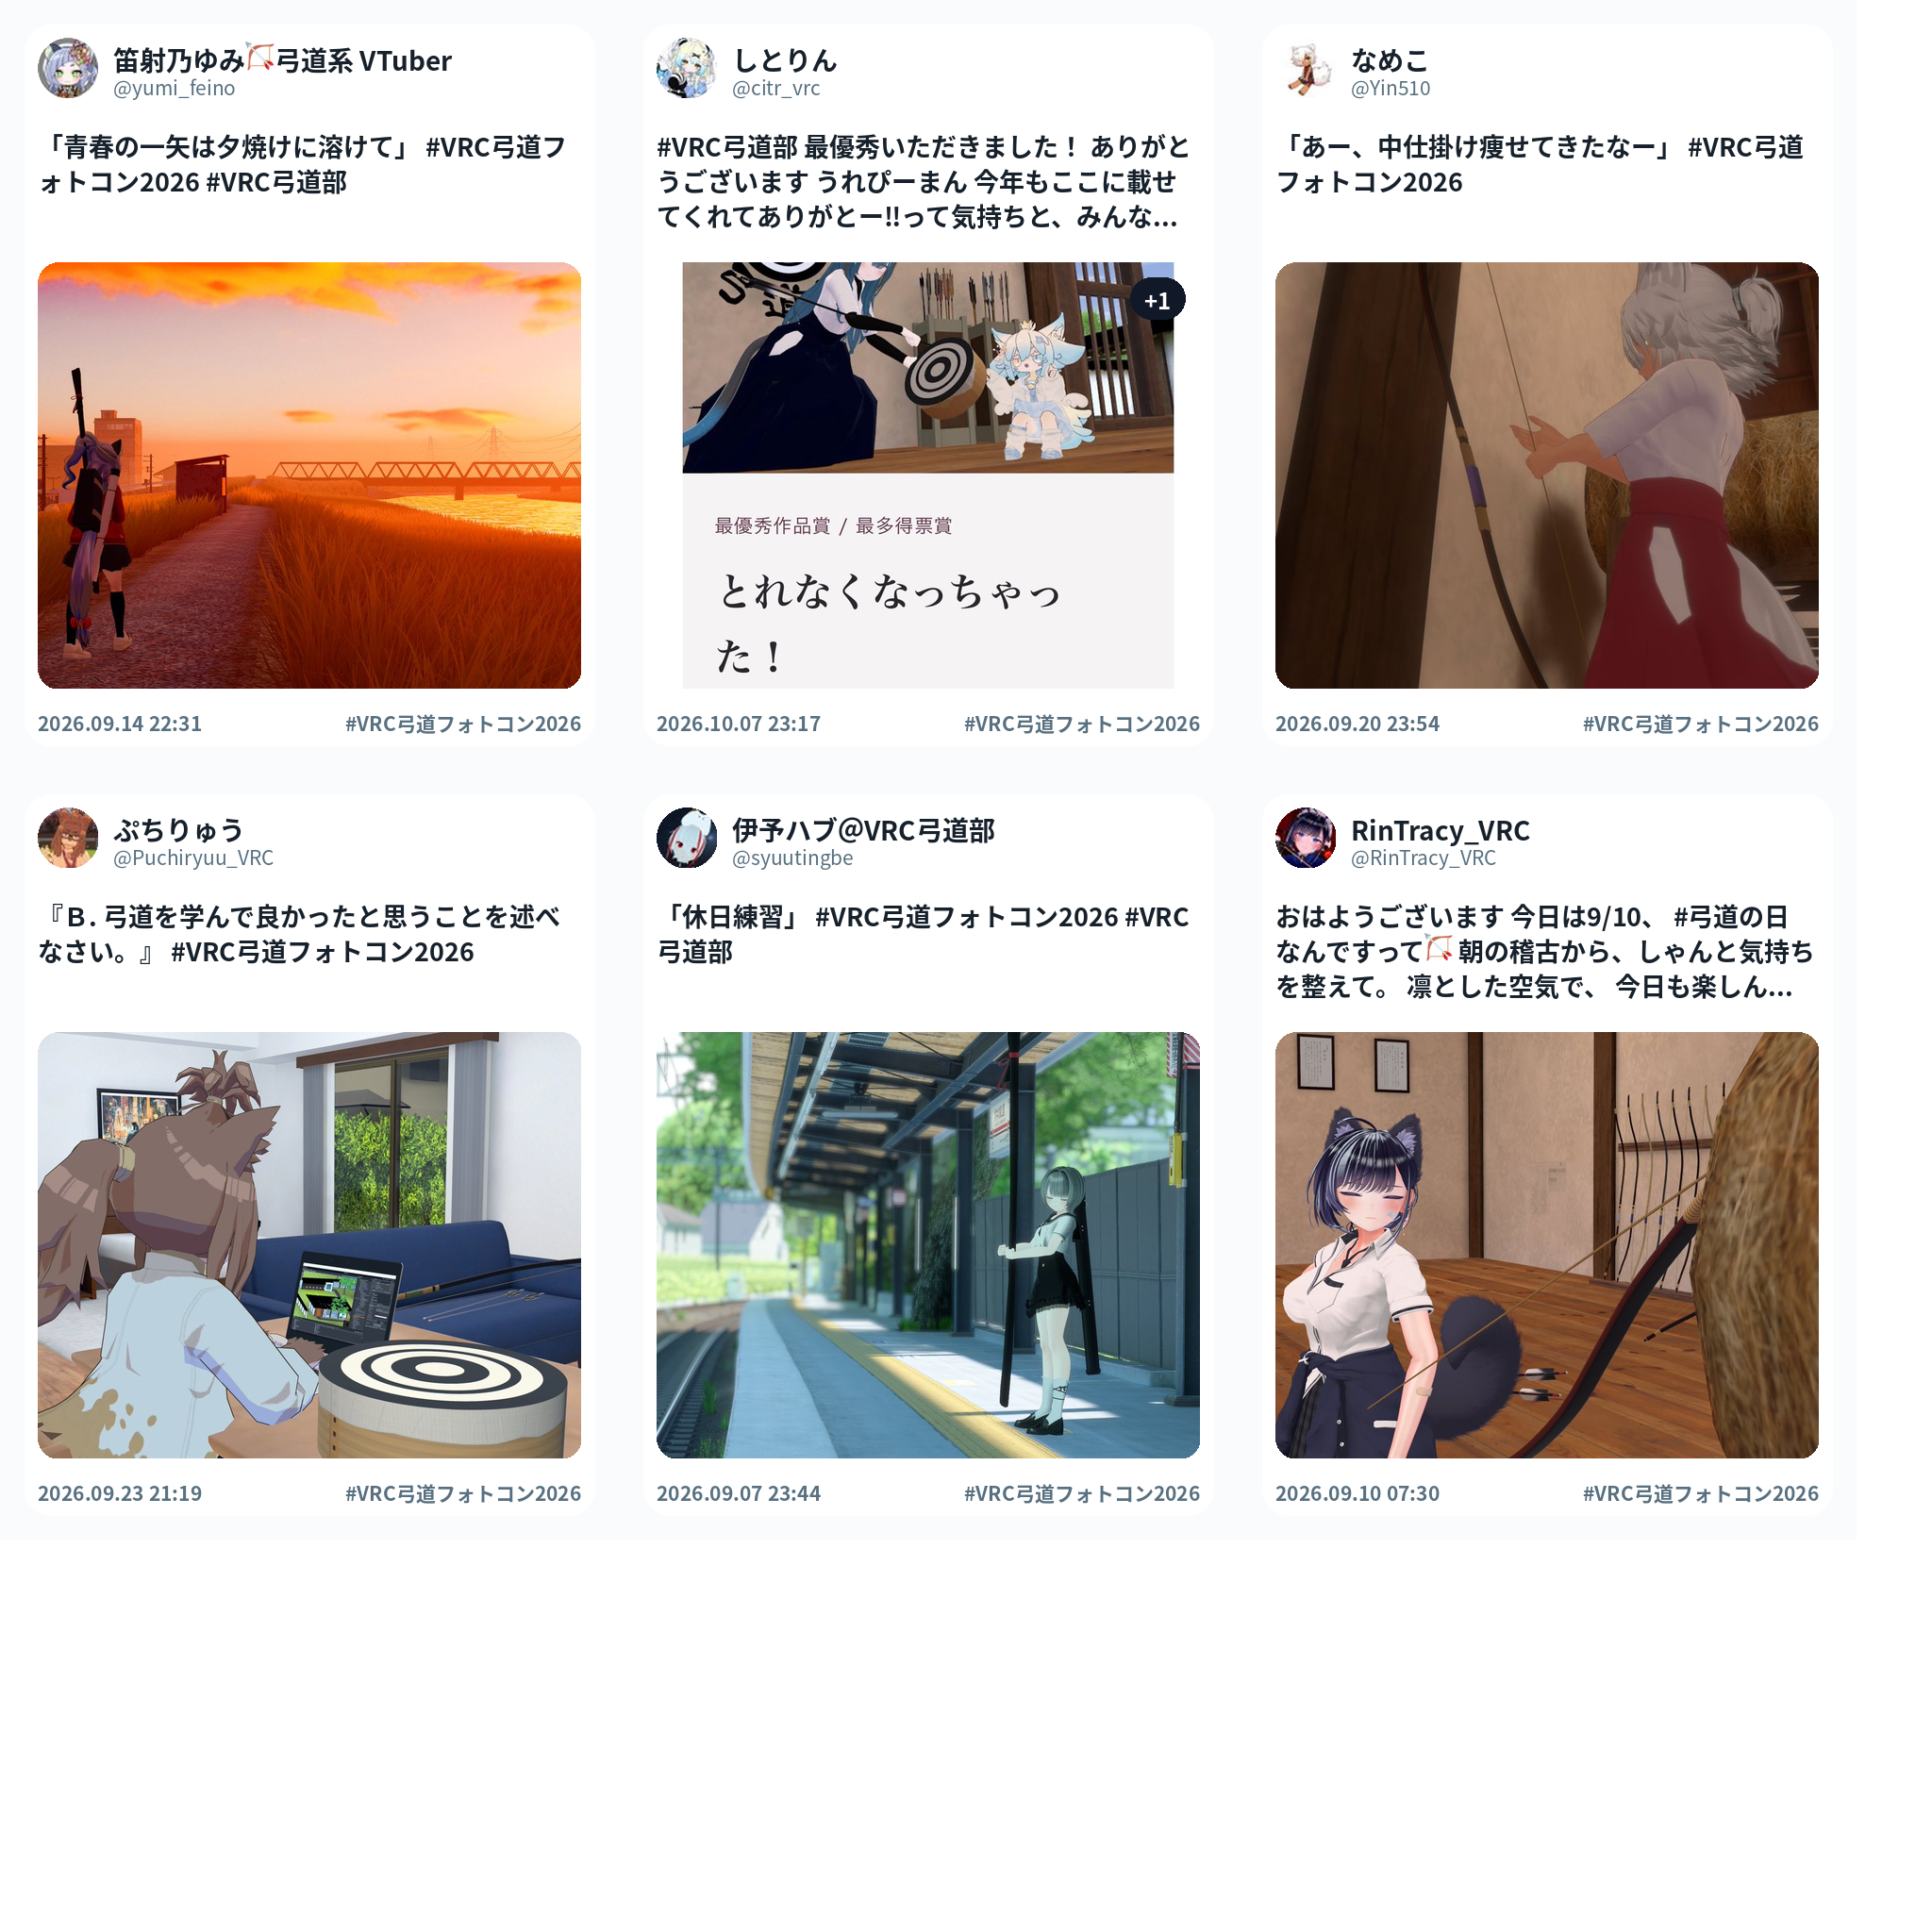 笛射乃ゆみ🏹弓道系 VTuber
@yumi_feino
「青春の一矢は夕焼けに溶けて」 #VRC弓道フ
ォトコン2026 #VRC弓道部
2026.09.14 22:31
#VRC弓道フォトコン2026
しとりん
@citr_vrc
#VRC弓道部 最優秀いただきました！ ありがと
うございます うれぴーまん 今年もここに載せ
てくれてありがとー‼って気持ちと、みんな...
+1
最優秀作品賞 / 最多得票賞
とれなくなっちゃっ
た！
2026.10.07 23:17
#VRC弓道フォトコン2026
なめこ
@Yin510
「あー、中仕掛け痩せてきたなー」 #VRC弓道
フォトコン2026
2026.09.20 23:54
#VRC弓道フォトコン2026
ぷちりゅう
@Puchiryuu_VRC
『Ｂ. 弓道を学んで良かったと思うことを述べ
なさい。』 #VRC弓道フォトコン2026
2026.09.23 21:19
#VRC弓道フォトコン2026
伊予ハブ@VRC弓道部
@syuutingbe
「休日練習」 #VRC弓道フォトコン2026 #VRC
弓道部
2026.09.07 23:44
#VRC弓道フォトコン2026
RinTracy_VRC
@RinTracy_VRC
おはようございます 今日は9/10、 #弓道の日
なんですって🏹 朝の稽古から、しゃんと気持ち
を整えて。 凛とした空気で、 今日も楽しん...
2026.09.10 07:30
#VRC弓道フォトコン2026